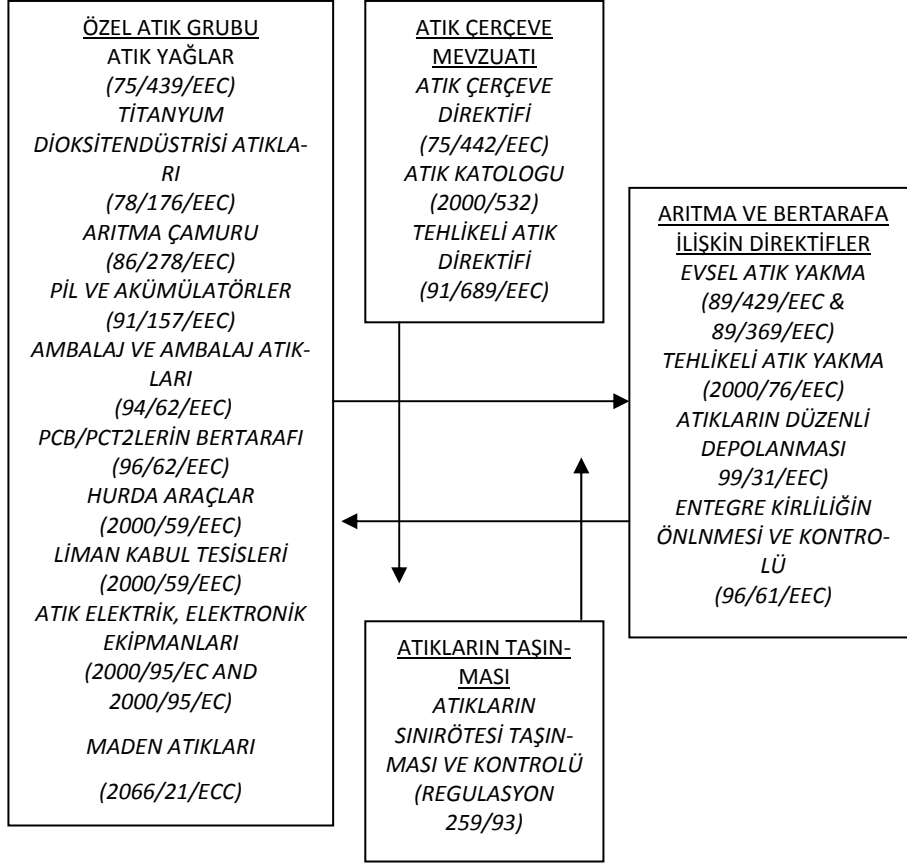 ÖZEL ATIK GRUBU
ATIK YAĞLAR
(75/439/EEC)
TİTANYUM
DİOKSİTENDÜSTRİSİ ATIKLA-
RI
(78/176/EEC)
ARITMA ÇAMURU
(86/278/EEC)
PİL VE AKÜMÜLATÖRLER
(91/157/EEC)
AMBALAJ VE AMBALAJ ATIK-
LARI
(94/62/EEC)
PCB/PCT2LERİN BERTARAFI
(96/62/EEC)
HURDA ARAÇLAR
(2000/59/EEC)
LİMAN KABUL TESİSLERİ
(2000/59/EEC)
ATIK ELEKTRİK, ELEKTRONİK
EKİPMANLARI
(2000/95/EC AND
2000/95/EC)
MADEN ATIKLARI
(2066/21/ECC)
ATIK ÇERÇEVE
MEVZUATI
ATIK ÇERÇEVE
DİREKTİFİ
(75/442/EEC)
ATIK KATOLOGU
(2000/532)
TEHLİKELİ ATIK
DİREKTİFİ
(91/689/EEC)
ARITMA VE BERTARAFA
İLİŞKİN DİREKTİFLER
EVSEL ATIK YAKMA
(89/429/EEC &
89/369/EEC)
TEHLİKELİ ATIK YAKMA
(2000/76/EEC)
ATIKLARIN DÜZENLİ
DEPOLANMASI
99/31/EEC)
ENTEGRE KİRLİLİĞİN
ÖNLNMESİ VE KONTRO-
LÜ
(96/61/EEC)
ATIKLARIN TAŞIN-
MASI
ATIKLARIN
SINIRÖTESİ TAŞIN-
MASI VE KONTROLÜ
(REGULASYON
259/93)